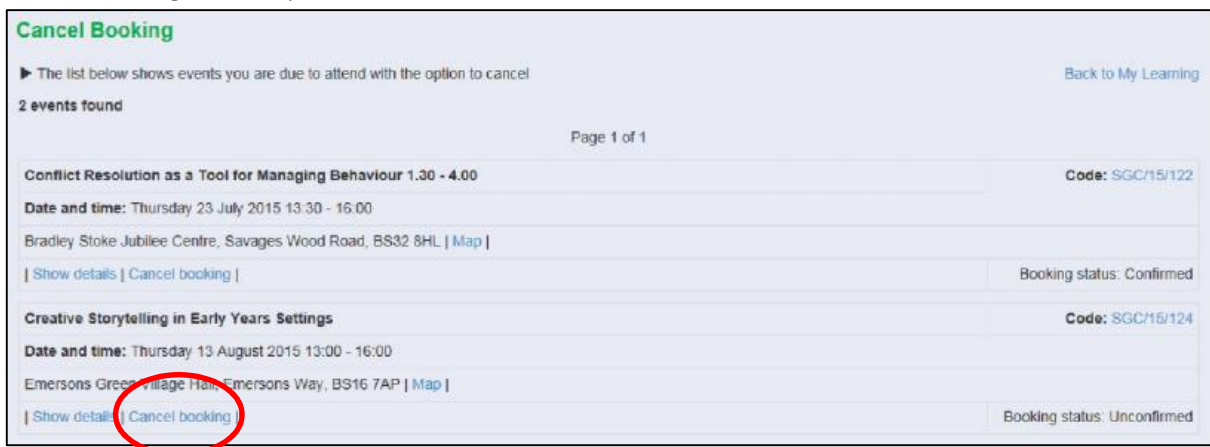 Cancel Booking
▶ The list below shows events you are due to attend with the option to cancel
Back to My Learning
2 events found
Page 1 of 1
Conflict Resolution as a Tool for Managing Behaviour 1.30 - 4.00
Code: SGC/15/122
Date and time: Thursday 23 July 2015 13:30 - 16:00
Bradley Stoke Jubilee Centre, Savages Wood Road, BS32 8HL | Map |
| Show details | Cancel booking |
Booking status: Confirmed
Creative Storytelling in Early Years Settings
Code: SGC/15/124
Date and time: Thursday 13 August 2015 13:00 - 16:00
Emersons Green Village Hall, Emersons Way, BS16 7AP | Map |
| Show details | Cancel booking |
Booking status: Unconfirmed